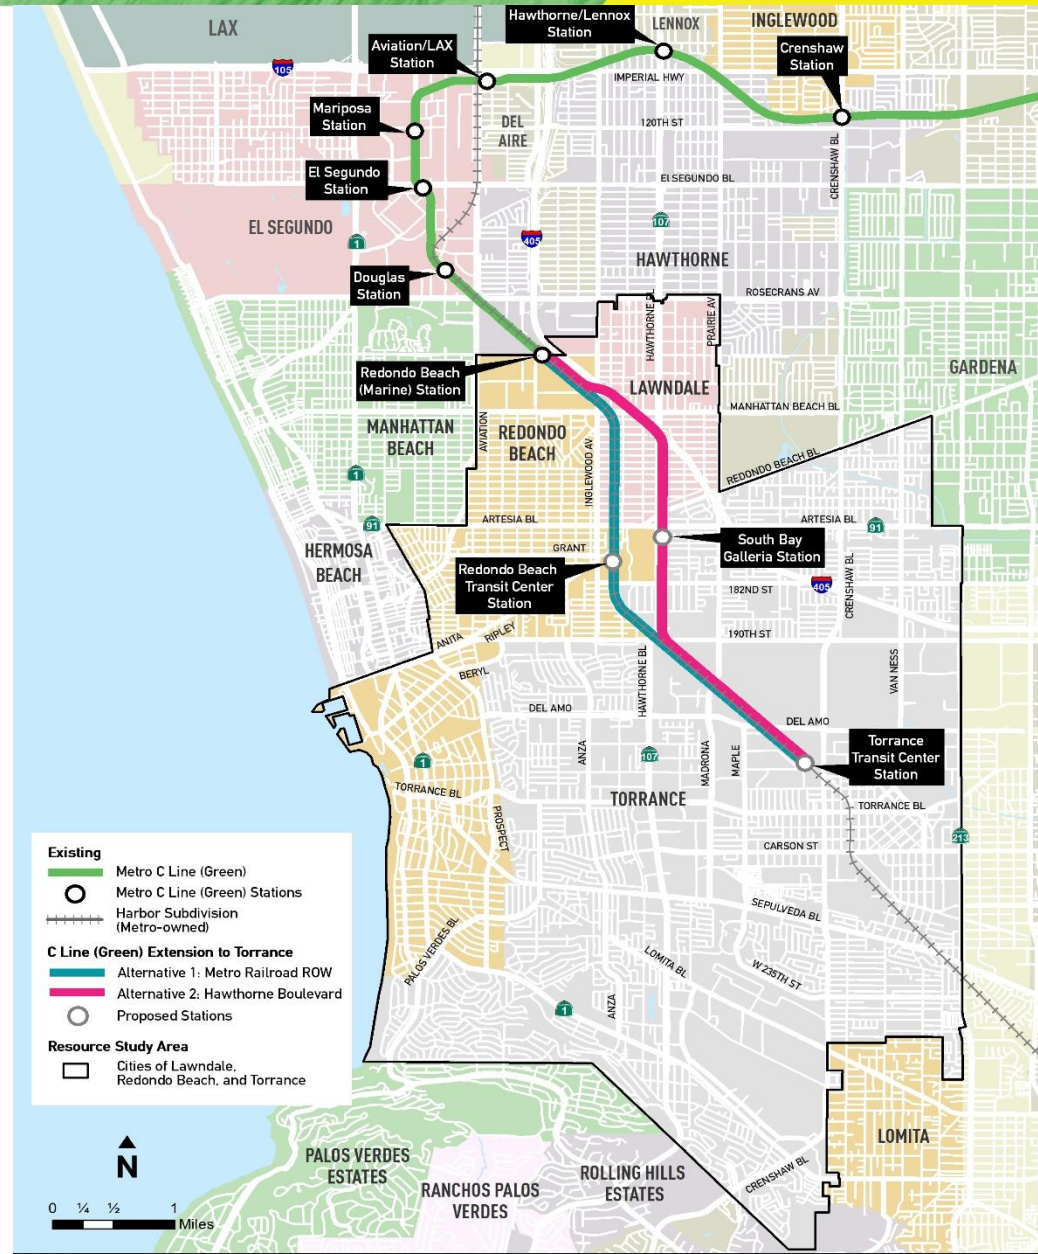 LAX
Hawthorne/Lennox
Station
LENNOX
INGLEWOOD
Aviation/LAX
Station
Crenshaw
Station
105
IMPERIAL HWY
Mariposa
Station
DEL
AIRE
120TH ST
CRENSHAW BL
El Segundo
Station
El SEGUNDO BL
EL SEGUNDO
1
405
107
HAWTHORNE
Douglas
Station
ROSECRANS AV
HAWTHORNE BL
PRAIRIE AV
Redondo Beach
(Marine) Station
LAWNDALE
GARDENA
MANHATTAN BEACH BL
MANHATTAN
BEACH
AVIATION
REDONDO
BEACH
INGLEWOOD AV
REDONDO BEACH BL
1
91
ARTESIA BL
ARTESIA BL
91
HERMOSA
BEACH
GRANT
South Bay
Galleria Station
Redondo Beach
Transit Center
Station
182ND ST
405
CRENSHAW BL
ANITA
RIPLEY
190TH ST
BERYL
HAWTHORNE BL
VAN NESS
DEL AMO
DEL AMO
1
ANZA
107
MADRONA
MAPLE
Torrance
Transit Center
Station
TORRANCE BL
TORRANCE
TORRANCE BL
PROSPECT
CARSON ST
213
SEPULVEDA BL
PALOS VERDES BL
LOMITA BL
W 235TH ST
1
ANZA
Existing
Metro C Line (Green)
Metro C Line (Green) Stations
Harbor Subdivision
(Metro-owned)
C Line (Green) Extension to Torrance
Alternative 1: Metro Railroad ROW
Alternative 2: Hawthorne Boulevard
Proposed Stations
Resource Study Area
Cities of Lawndale,
Redondo Beach, and Torrance
N
0 ¼ ½ 1
Miles
PALOS VERDES
ESTATES
RANCHOS PALOS
VERDES
ROLLING HILLS
ESTATES
CRENSHAW BL
LOMITA